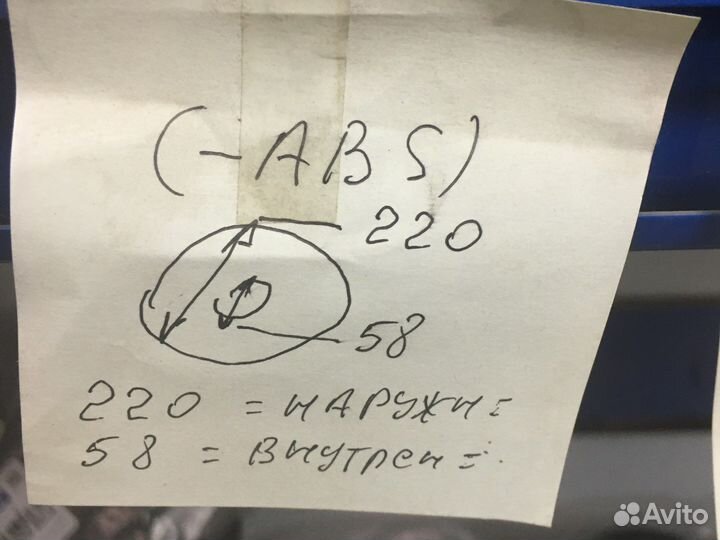 (-ABS)
220
58
220 = НАРУЖН =
58 = ВНУТРЕН =
Avito